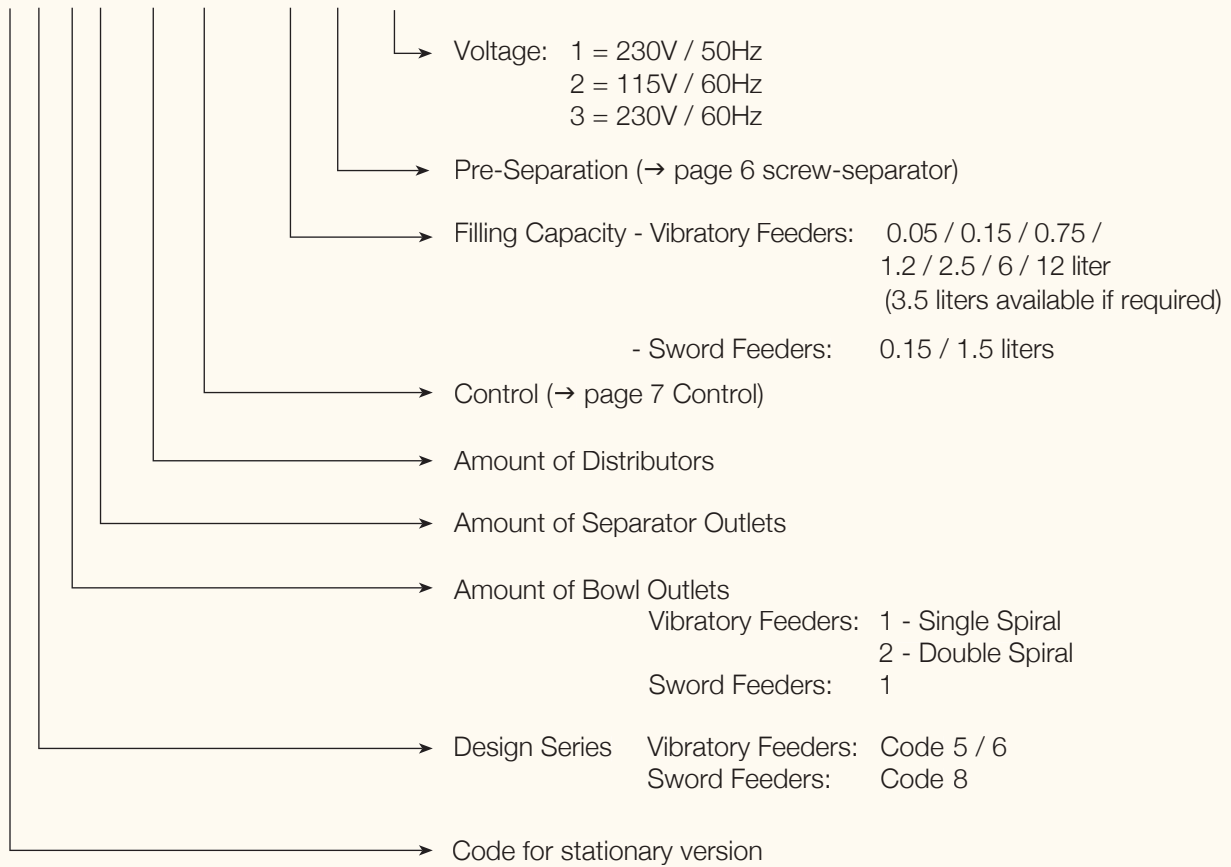 Voltage: 1 = 230V / 50Hz
2 = 115V / 60Hz
3 = 230V / 60Hz
Pre-Separation (→ page 6 screw-separator)
Filling Capacity - Vibratory Feeders: 0.05 / 0.15 / 0.75 /
1.2 / 2.5 / 6 / 12 liter
(3.5 liters available if required)
- Sword Feeders: 0.15 / 1.5 liters
Control (→ page 7 Control)
Amount of Distributors
Amount of Separator Outlets
Amount of Bowl Outlets
Vibratory Feeders: 1 - Single Spiral
2 - Double Spiral
Sword Feeders: 1
Design Series Vibratory Feeders: Code 5 / 6
Sword Feeders: Code 8
Code for stationary version